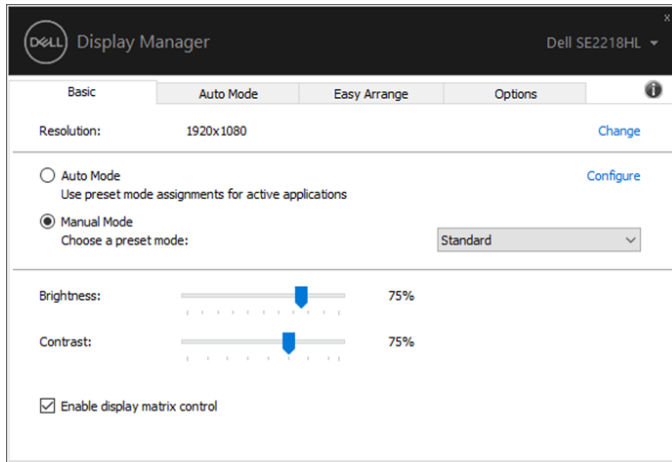 x
DELL Display Manager Dell SE2218HL
Basic Auto Mode Easy Arrange Options i
Resolution: 1920x1080 Change
Auto Mode Configure
Use preset mode assignments for active applications
Manual Mode
Choose a preset mode: Standard
Brightness: 75%
Contrast: 75%
Enable display matrix control